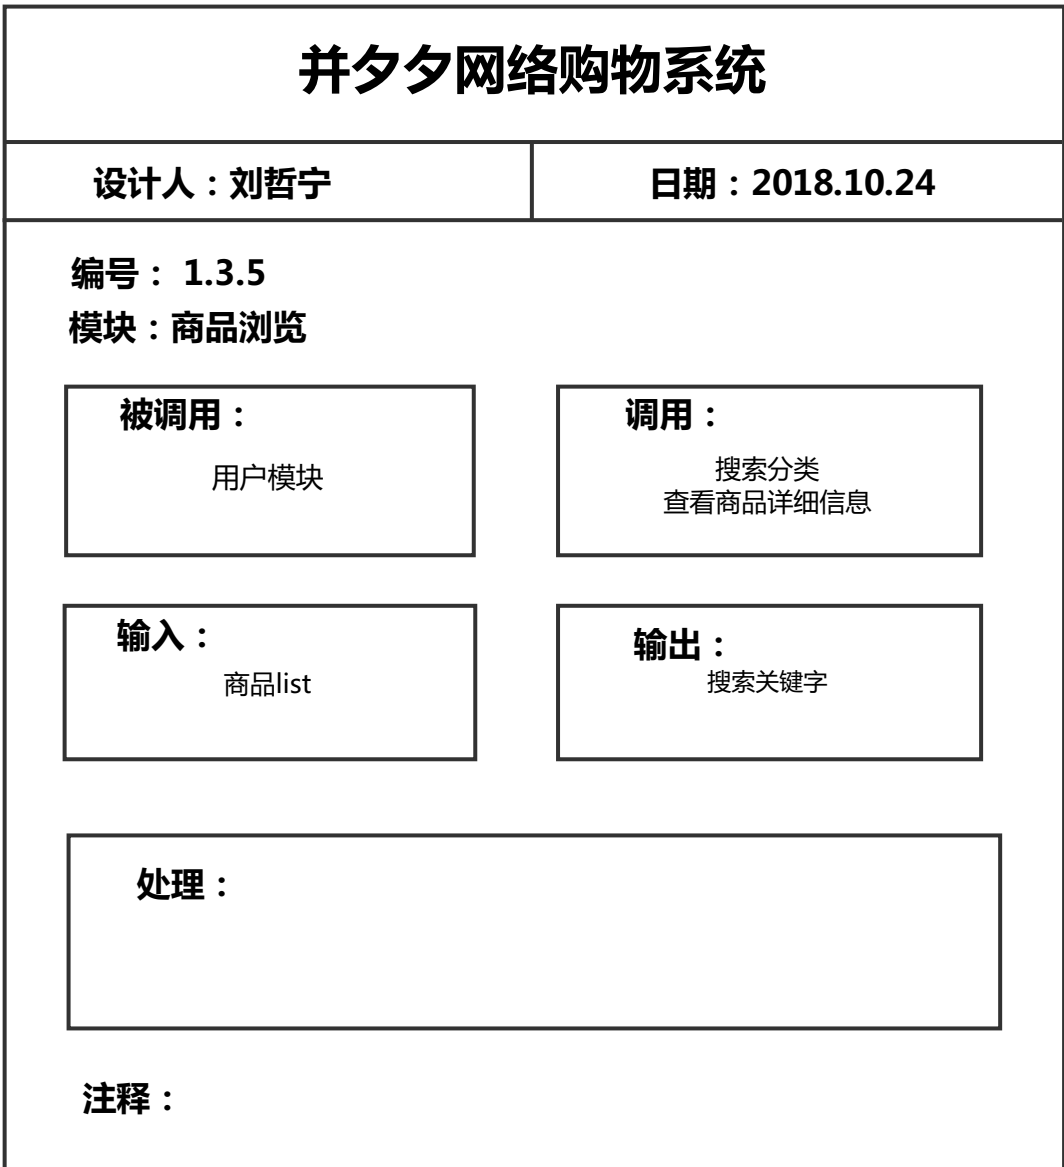 并夕夕网络购物系统
设计人：刘哲宁
日期：2018.10.24
编号： 1.3.5
模块：商品浏览
被调用：
用户模块
调用：
搜索分类
查看商品详细信息
输入：
商品list
输出：
搜索关键字
处理：
注释：